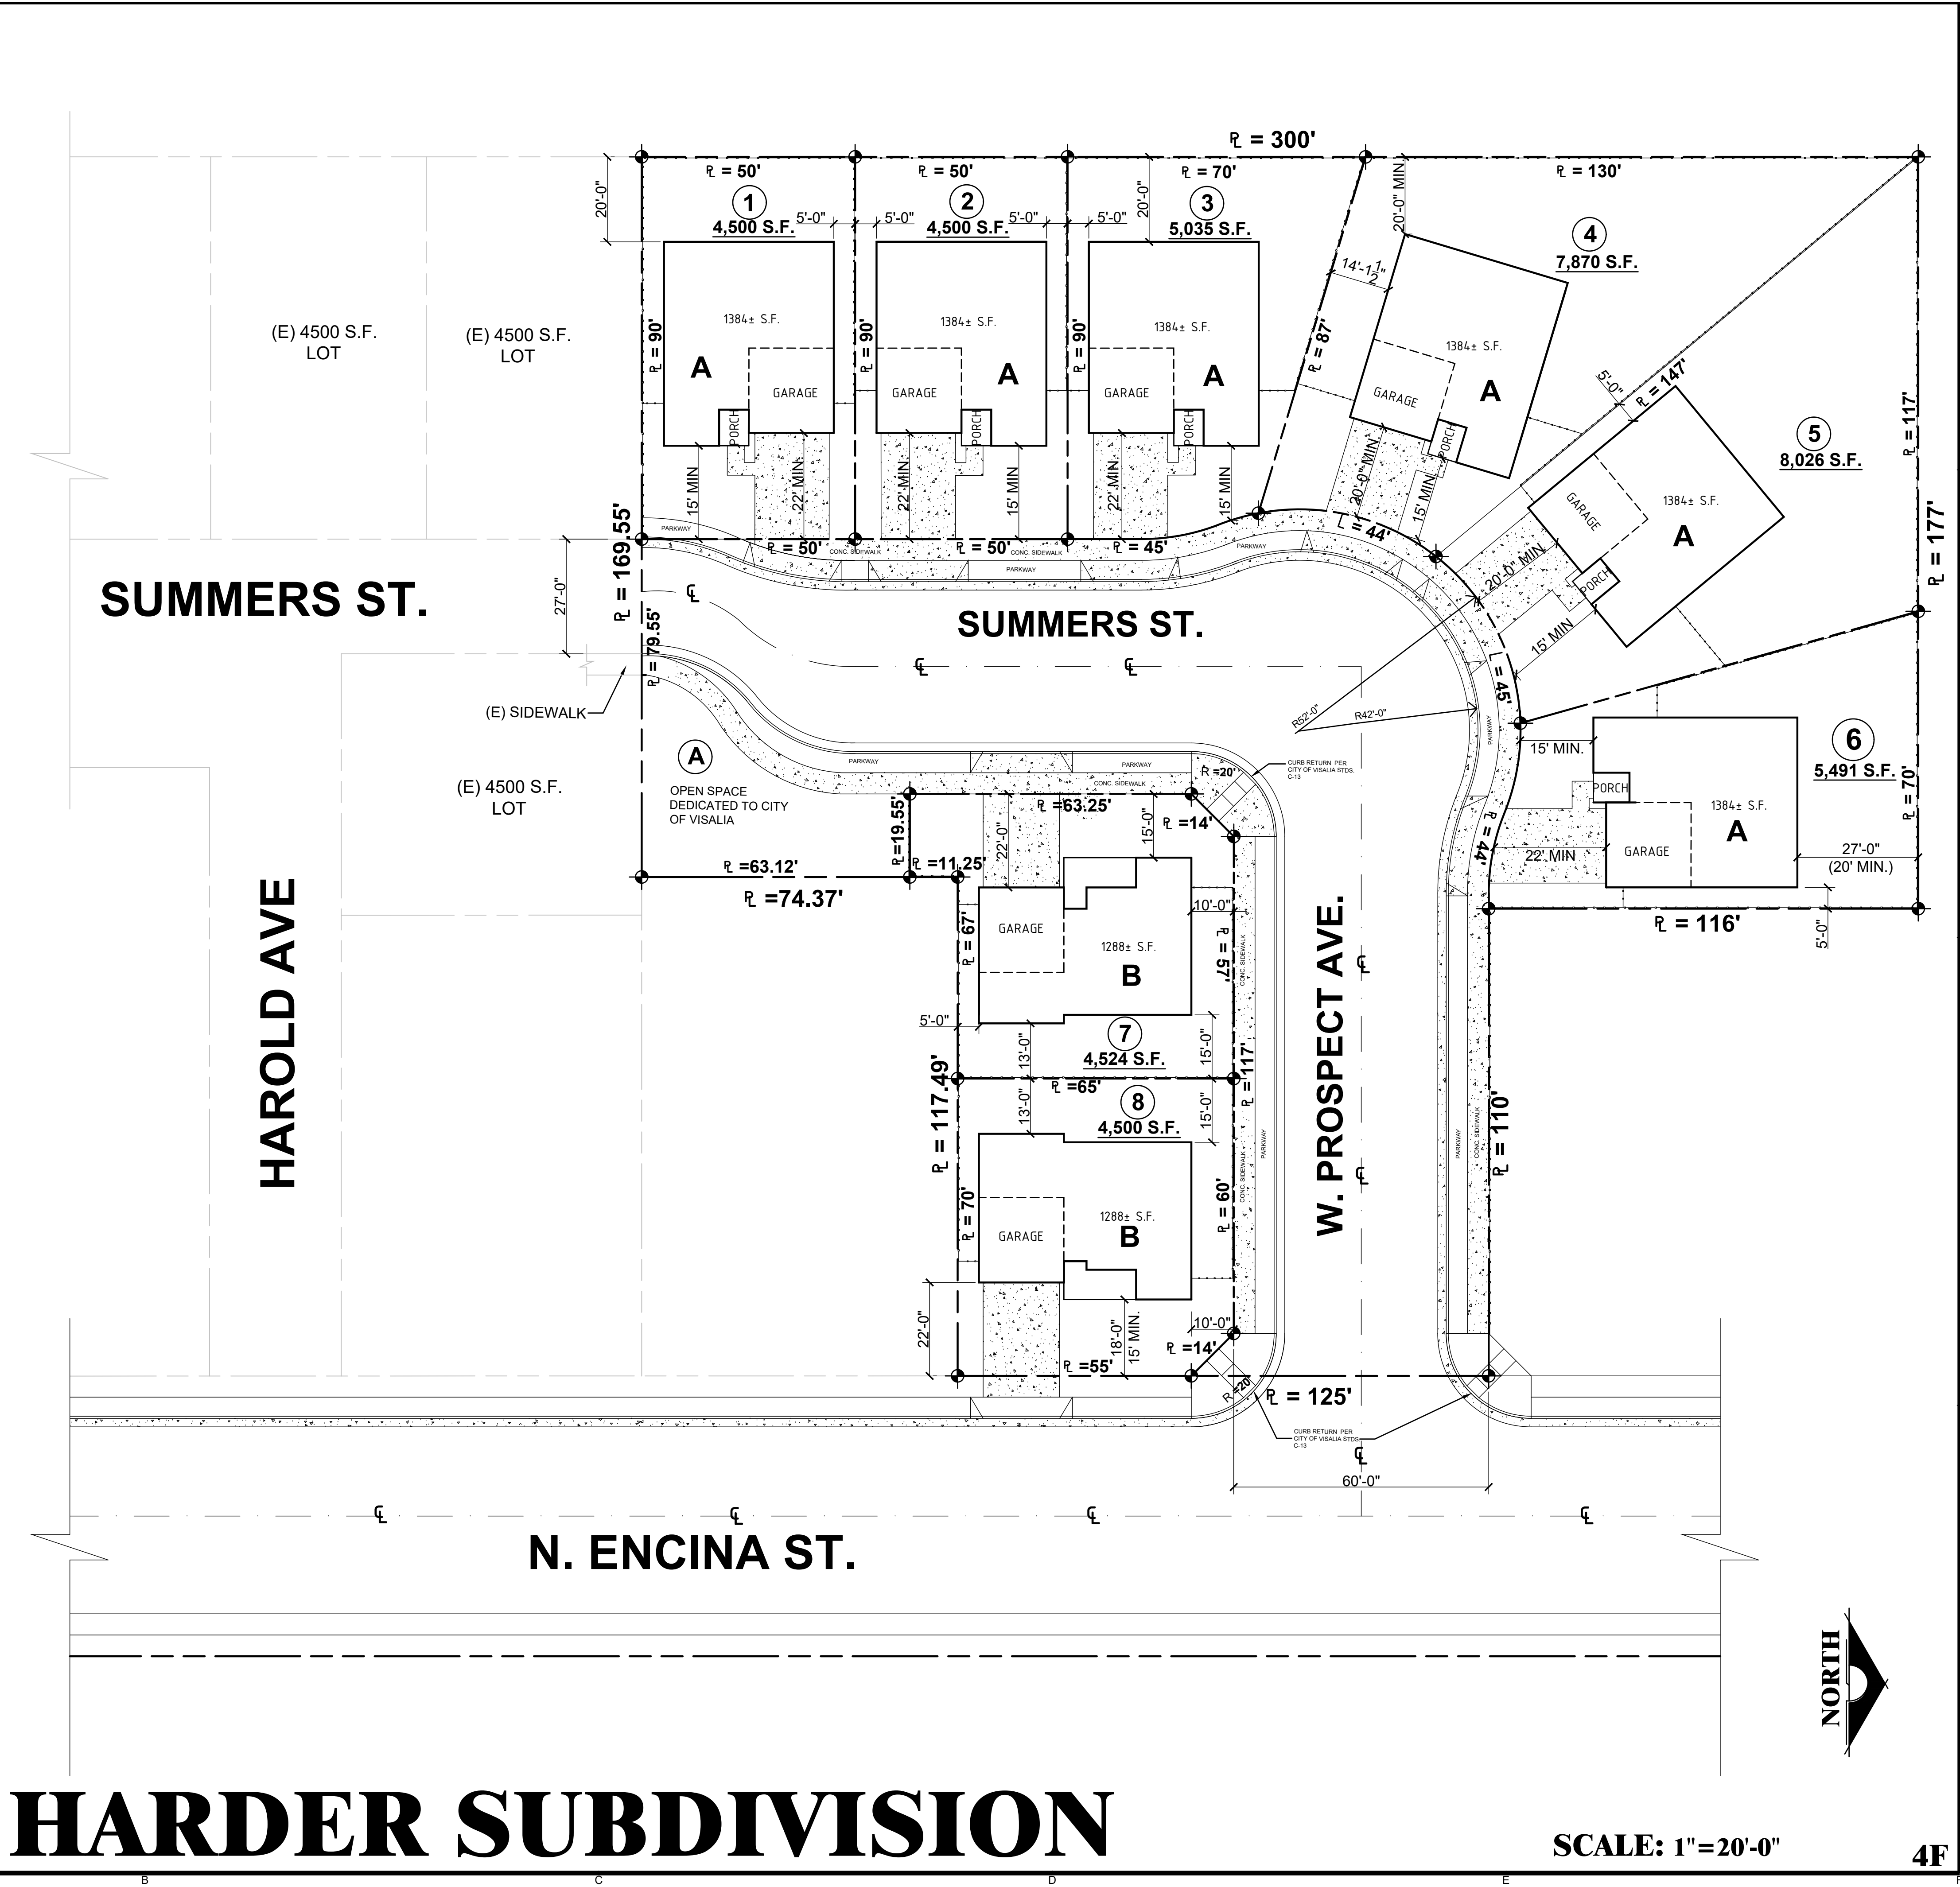 ℄ = 300'
℄ = 50'
℄ = 50'
℄ = 70'
℄ = 130'
20'-0"
1
4,500 S.F.
5'-0"
5'-0"
2
4,500 S.F.
5'-0"
5'-0"
20'-0"
3
5,035 S.F.
20'-0" MIN.
4
7,870 S.F.
14'-1 1/2"
(E) 4500 S.F.
LOT
(E) 4500 S.F.
LOT
℄ = 90'
1384± S.F.
A
GARAGE
PORCH
℄ = 90'
1384± S.F.
A
GARAGE
PORCH
℄ = 90'
1384± S.F.
A
GARAGE
PORCH
℄ = 87'
1384± S.F.
A
GARAGE
PORCH
5'-0"
℄ = 147'
℄ = 117'
5
8,026 S.F.
1384± S.F.
A
GARAGE
PORCH
15' MIN
22' MIN.
22' MIN.
15' MIN
22' MIN.
15' MIN
20'-0" MIN
15' MIN
20'-0" MIN
15' MIN
℄ = 169.55'
PARKWAY
℄ = 50'
CONC. SIDEWALK
℄ = 50'
CONC. SIDEWALK
℄ = 45'
PARKWAY
PARKWAY
L = 44'
℄ = 177'
SUMMERS ST.
27'-0"
℄ = 79.55'
SUMMERS ST.
L = 45'
R52'-0"
R42'-0"
PARKWAY
(E) SIDEWALK
A
OPEN SPACE
DEDICATED TO CITY
OF VISALIA
(E) 4500 S.F.
LOT
PARKWAY
PARKWAY
CONC. SIDEWALK
R =20'
CURB RETURN PER
CITY OF VISALIA STDS.
C-13
15' MIN.
6
5,491 S.F.
℄ = 70'
PORCH
1384± S.F.
A
GARAGE
22' MIN
27'-0"
(20' MIN.)
℄ = 44'
℄ =63.25'
℄ =14'
℄ =19.55'
22'-0"
15'-0"
℄ =63.12'
℄ =11.25'
℄ =74.37'
℄ = 116'
5'-0"
HAROLD AVE
℄ = 67'
GARAGE
1288± S.F.
B
10'-0"
℄ = 57'
CONC. SIDEWALK
W. PROSPECT AVE.
5'-0"
13'-0"
7
4,524 S.F.
15'-0"
℄ = 117.49'
℄ =65'
℄ = 117'
13'-0"
8
4,500 S.F.
15'-0"
℄ = 110'
PARKWAY
CONC. SIDEWALK
PARKWAY
CONC. SIDEWALK
℄ = 70'
GARAGE
1288± S.F.
B
℄ = 60'
22'-0"
18'-0"
15' MIN.
10'-0"
℄ =14'
℄ =55'
R =20'
℄ = 125'
CURB RETURN PER
CITY OF VISALIA STDS.
C-13
60'-0"
N. ENCINA ST.
NORTH
HARDER SUBDIVISION
SCALE: 1"=20'-0"
4F
B
C
D
E